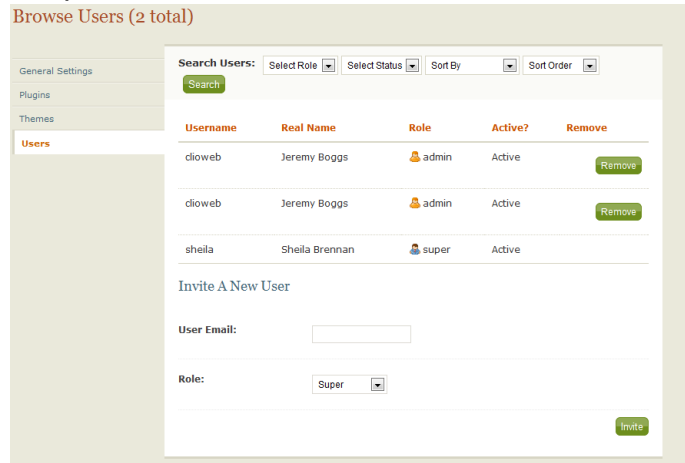 Browse Users (2 total)
General Settings
Plugins
Themes
Users
Search Users: Select Role Select Status Sort By Sort Order
Search
Username Real Name Role Active? Remove
clioweb Jeremy Boggs admin Active Remove
clioweb Jeremy Boggs admin Active Remove
sheila Sheila Brennan super Active
Invite A New User
User Email:
Role: Super
Invite